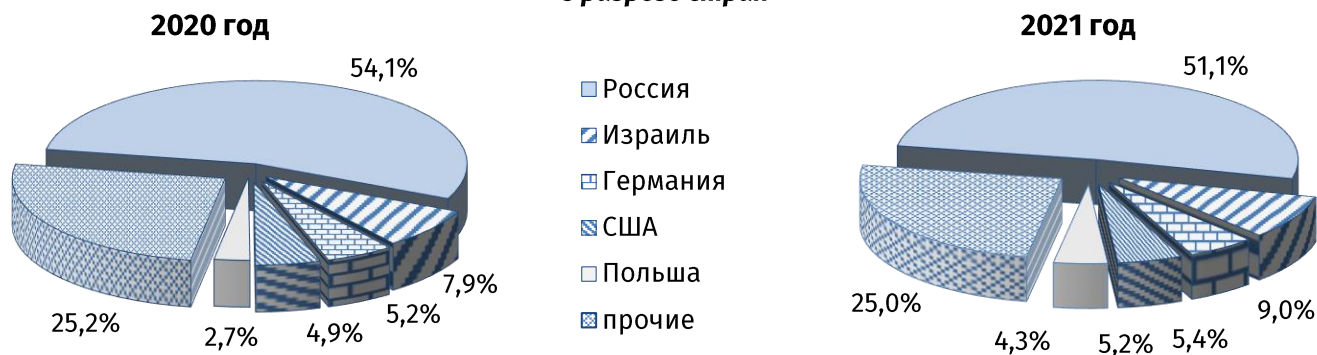 2020 год
2021 год
54,1%
7,9%
5,2%
4,9%
2,7%
25,2%
Россия
Израиль
Германия
США
Польша
прочие
51,1%
9,0%
5,4%
5,2%
4,3%
25,0%